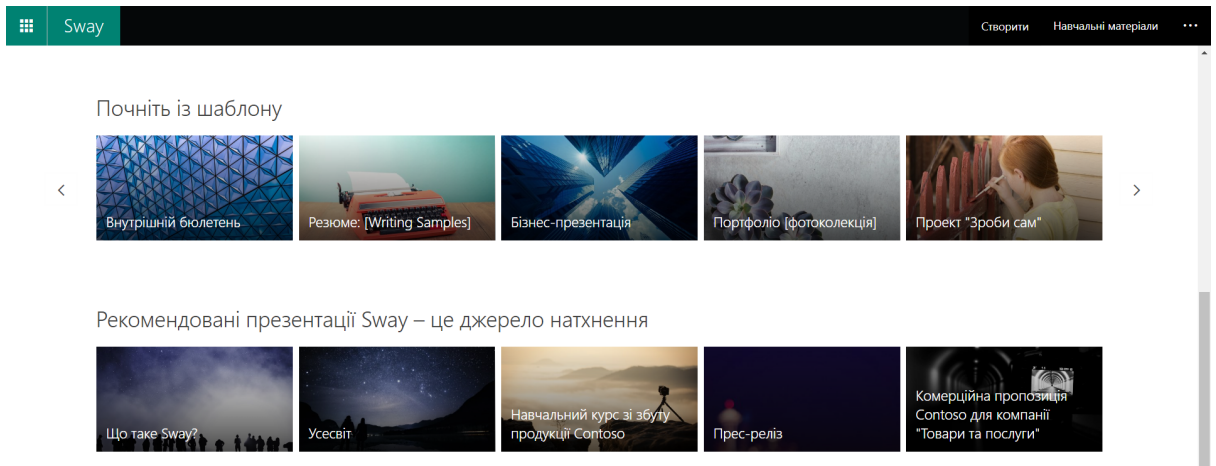 Sway
Створити
Навчальні матеріали
Почніть із шаблону
Внутрішній бюлетень
Резюме: [Writing Samples]
Бізнес-презентація
Портфоліо [фотоколекція]
Проект "Зроби сам"
Рекомендовані презентації Sway – це джерело натхнення
Що таке Sway?
Усесвіт
Навчальний курс зі збуту
продукції Contoso
Прес-реліз
Комерційна пропозиція
Contoso для компанії
"Товари та послуги"